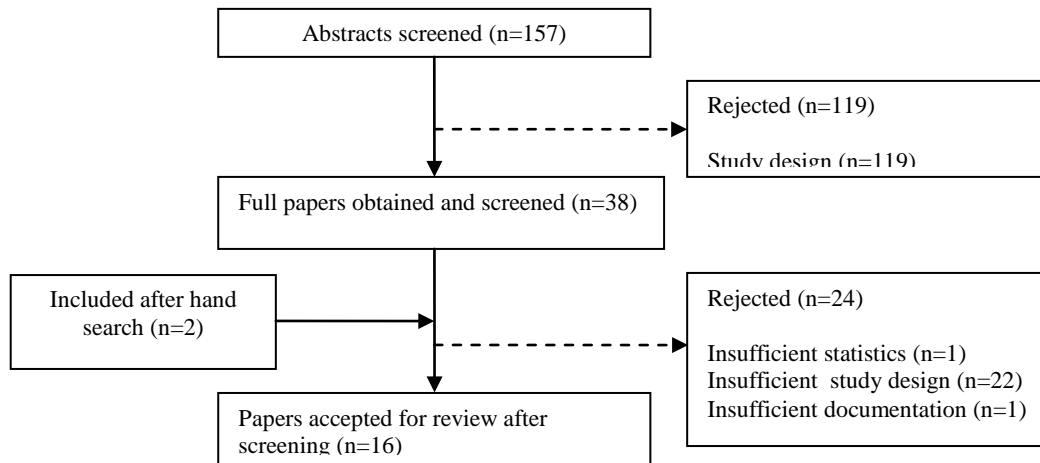 Abstracts screened (n=157)
Rejected (n=119)
Study design (n=119)
Full papers obtained and screened (n=38)
Included after hand
search (n=2)
Rejected (n=24)
Insufficient statistics (n=1)
Insufficient  study design (n=22)
Insufficient documentation (n=1)
Papers accepted for review after
screening (n=16)